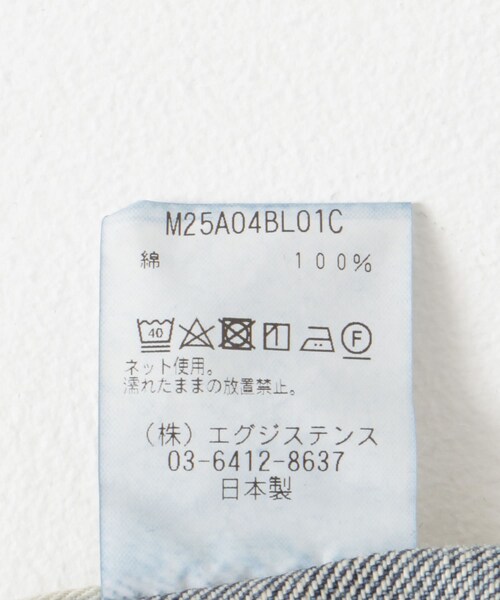 M25A04BL01C
綿 100%
40 F
ネット使用。
濡れたままの放置禁止。
（株）エグジステンス
03-6412-8637
日本製